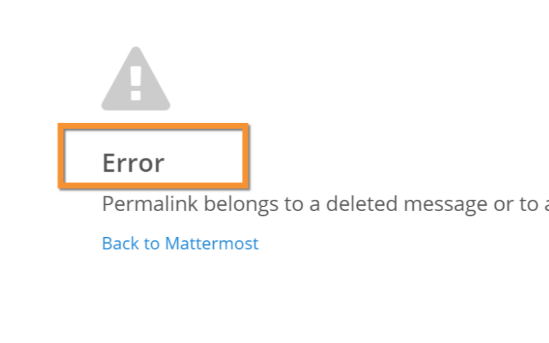 Error
Permalink belongs to a deleted message or to
Back to Mattermost